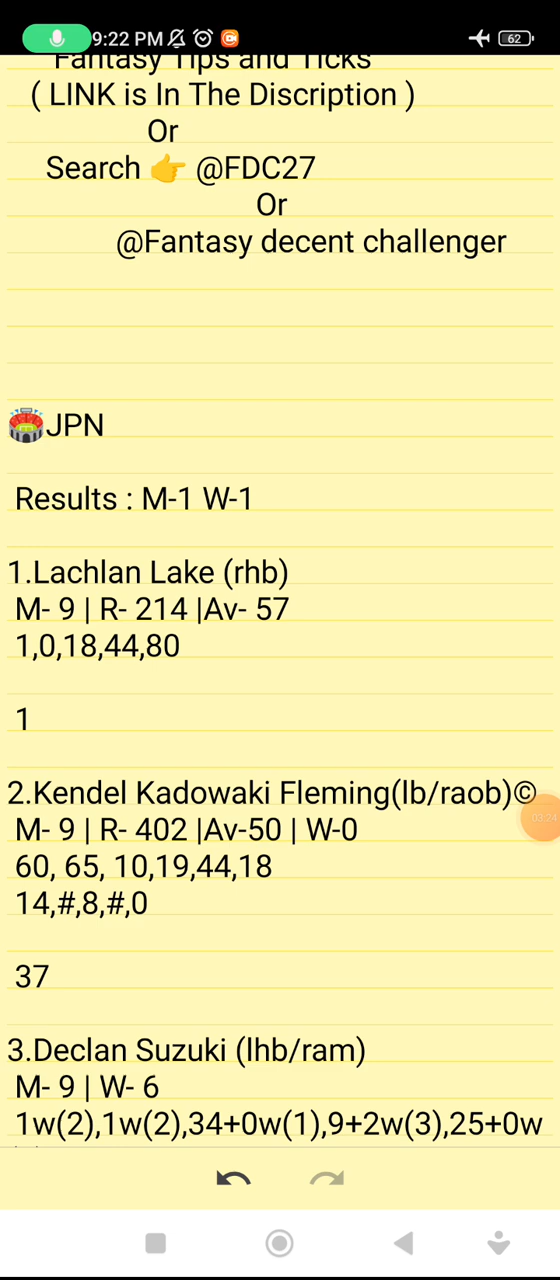 9:22 PM
62
Fantasy Tips and Ticks
( LINK is In The Discription )
Or
Search 👉 @FDC27
Or
@Fantasy decent challenger
🏟JPN
Results : M-1 W-1
1.Lachlan Lake (rhb)
M- 9 | R- 214 |Av- 57
1,0,18,44,80
1
2.Kendel Kadowaki Fleming(lb/raob)©
M- 9 | R- 402 |Av-50 | W-0
60, 65, 10,19,44,18
14,#,8,#,0
03:24
37
3.Declan Suzuki (lhb/ram)
M- 9 | W- 6
1w(2),1w(2),34+0w(1),9+2w(3),25+0w